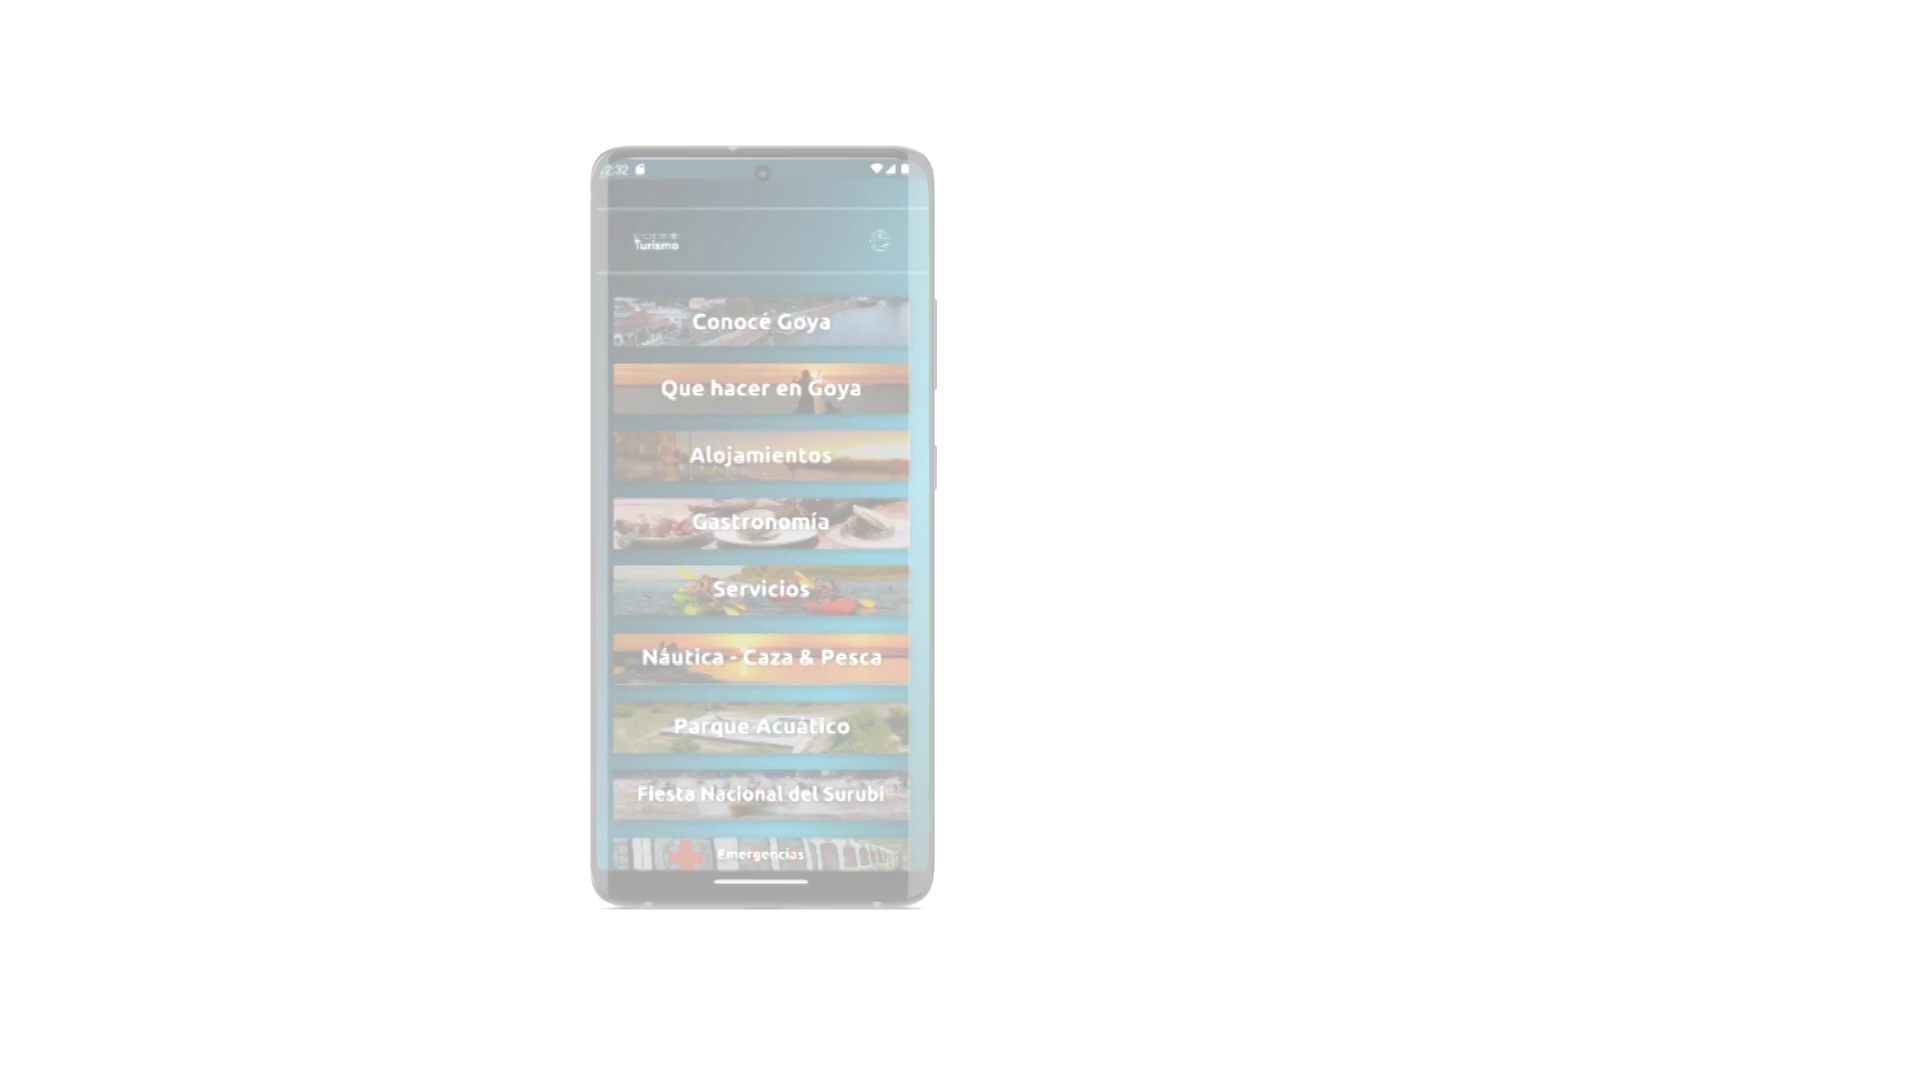 2:32
Turismo
Conocé Goya
Que hacer en Goya
Alojamientos
Gastronomía
Servicios
Náutica - Caza & Pesca
Parque Acuático
Fiesta Nacional del Surubí
Emergencias